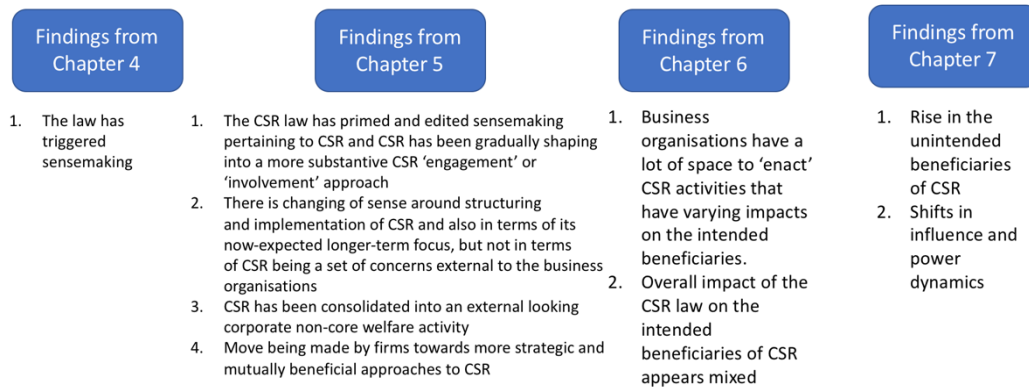 Findings from
Chapter 4
1. The law has
triggered
sensemaking
Findings from
Chapter 5
1. The CSR law has primed and edited sensemaking
pertaining to CSR and CSR has been gradually shaping
into a more substantive CSR ‘engagement’ or
‘involvement’ approach
2. There is changing of sense around structuring
and implementation of CSR and also in terms of its
now-expected longer-term focus, but not in terms
of CSR being a set of concerns external to the business
organisations
3. CSR has been consolidated into an external looking
corporate non-core welfare activity
4. Move being made by firms towards more strategic and
mutually beneficial approaches to CSR
Findings from
Chapter 6
1. Business
organisations have a
lot of space to ‘enact’
CSR activities that
have varying impacts
on the intended
beneficiaries.
2. Overall impact of the
CSR law on the
intended
beneficiaries of CSR
appears mixed
Findings from
Chapter 7
1. Rise in the
unintended
beneficiaries
of CSR
2. Shifts in
influence and
power
dynamics